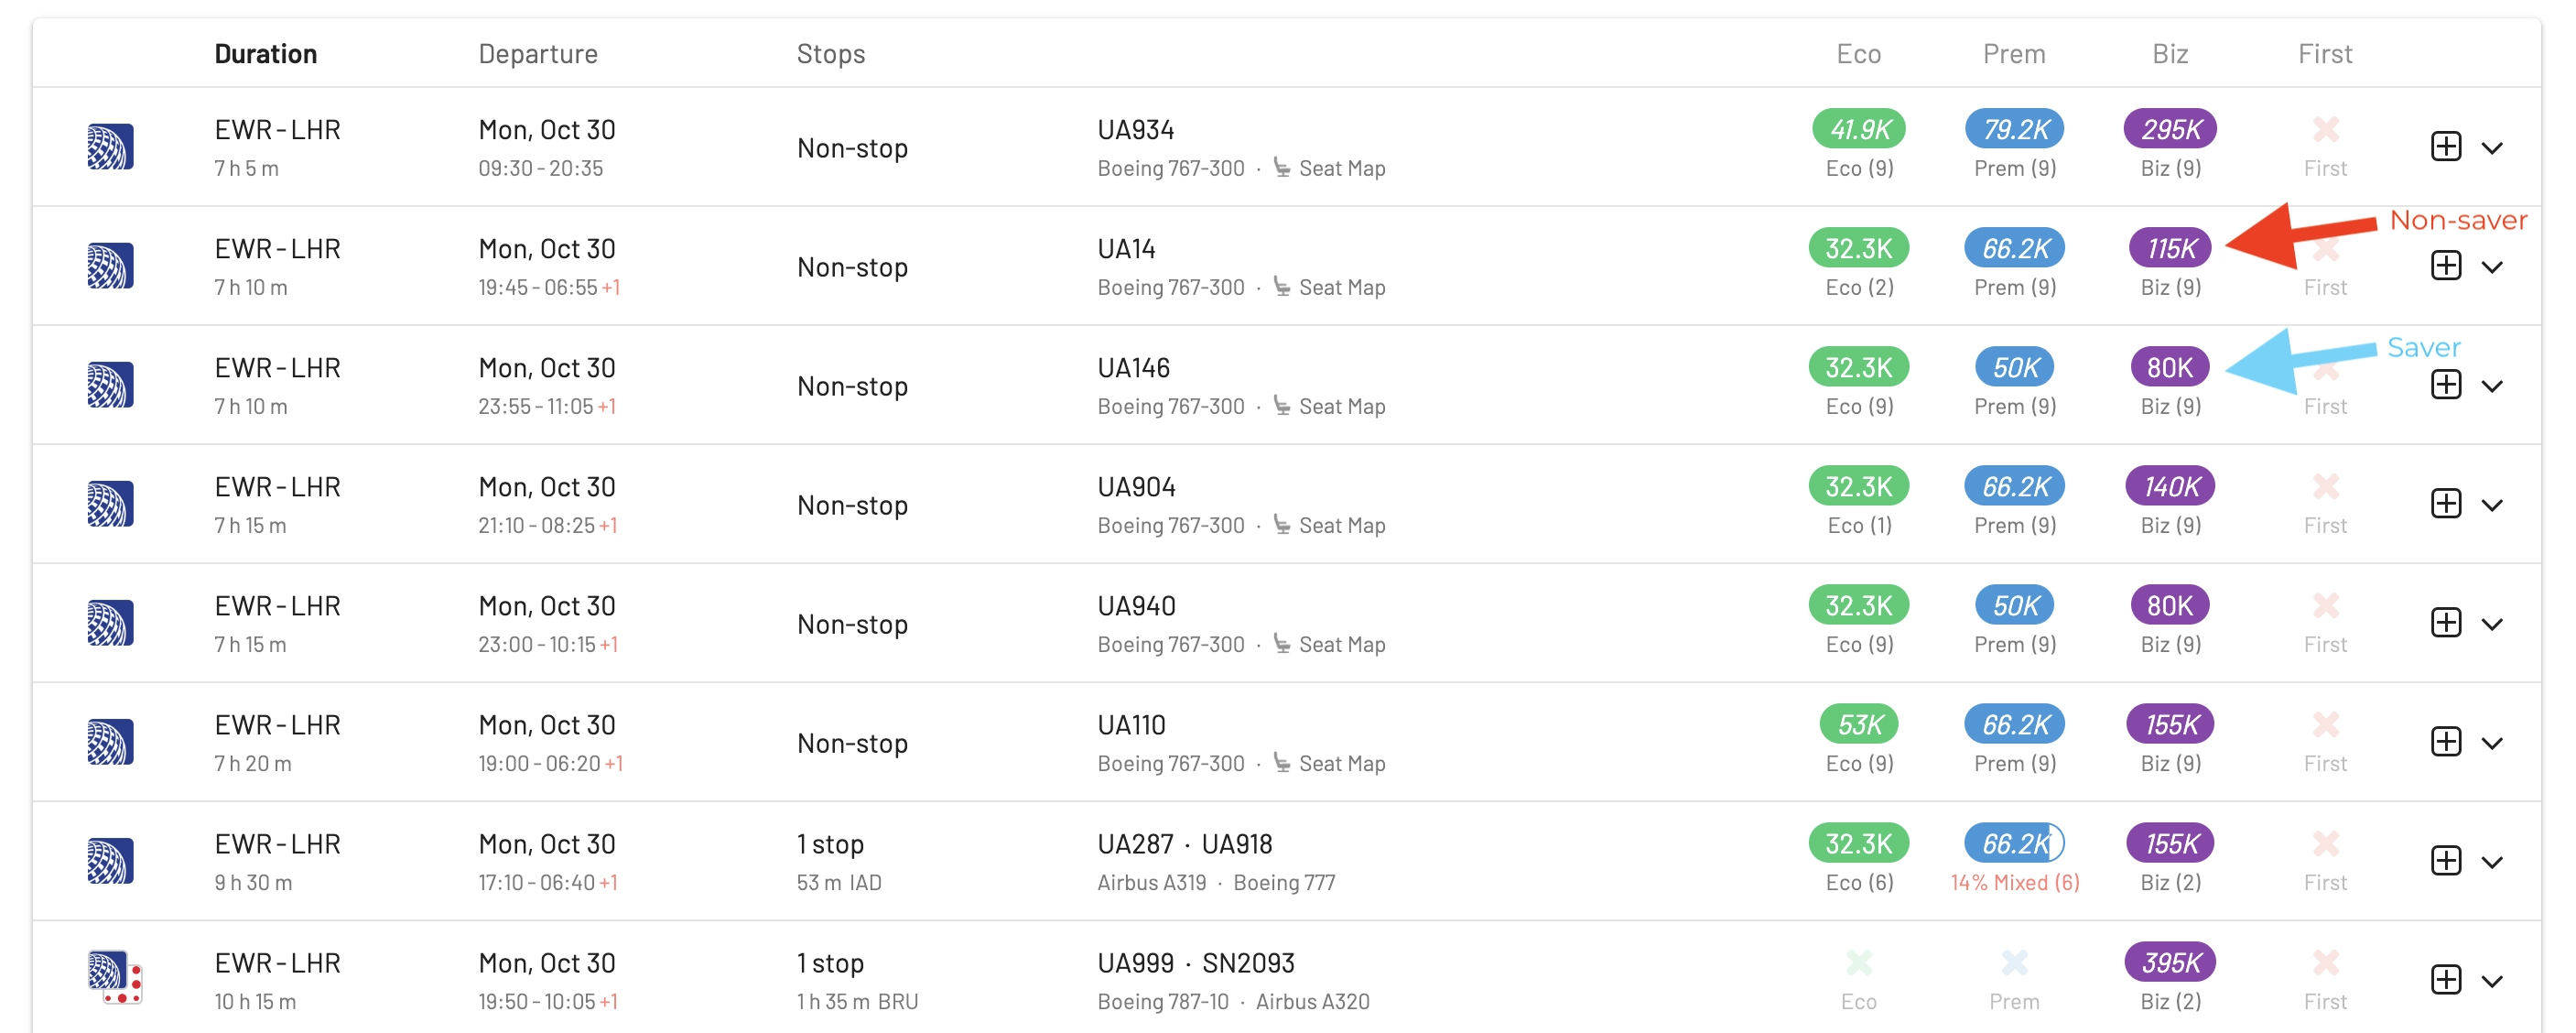 Duration Departure Stops Eco Prem Biz First
EWR - LHR Mon, Oct 30 Non-stop UA934 41.9K 79.2K 295K
7 h 5 m 09:30 - 20:35 Boeing 767-300 · Seat Map Eco (9) Prem (9) Biz (9) First
Non-saver
EWR - LHR Mon, Oct 30 Non-stop UA14 32.3K 66.2K 115K
7 h 10 m 19:45 - 06:55 +1 Boeing 767-300 · Seat Map Eco (2) Prem (9) Biz (9) First
Saver
EWR - LHR Mon, Oct 30 Non-stop UA146 32.3K 50K 80K
7 h 10 m 23:55 - 11:05 +1 Boeing 767-300 · Seat Map Eco (9) Prem (9) Biz (9) First
EWR - LHR Mon, Oct 30 Non-stop UA904 32.3K 66.2K 140K
7 h 15 m 21:10 - 08:25 +1 Boeing 767-300 · Seat Map Eco (1) Prem (9) Biz (9) First
EWR - LHR Mon, Oct 30 Non-stop UA940 32.3K 50K 80K
7 h 15 m 23:00 - 10:15 +1 Boeing 767-300 · Seat Map Eco (9) Prem (9) Biz (9) First
EWR - LHR Mon, Oct 30 Non-stop UA110 53K 66.2K 155K
7 h 20 m 19:00 - 06:20 +1 Boeing 767-300 · Seat Map Eco (9) Prem (9) Biz (9) First
EWR - LHR Mon, Oct 30 1 stop UA287 · UA918 32.3K 66.2K 155K
9 h 30 m 17:10 - 06:40 +1 53 m IAD Airbus A319 · Boeing 777 Eco (6) 14% Mixed (6) Biz (2) First
EWR - LHR Mon, Oct 30 1 stop UA999 · SN2093 395K
10 h 15 m 19:50 - 10:05 +1 1 h 35 m BRU Boeing 787-10 · Airbus A320 Eco Prem Biz (2) First